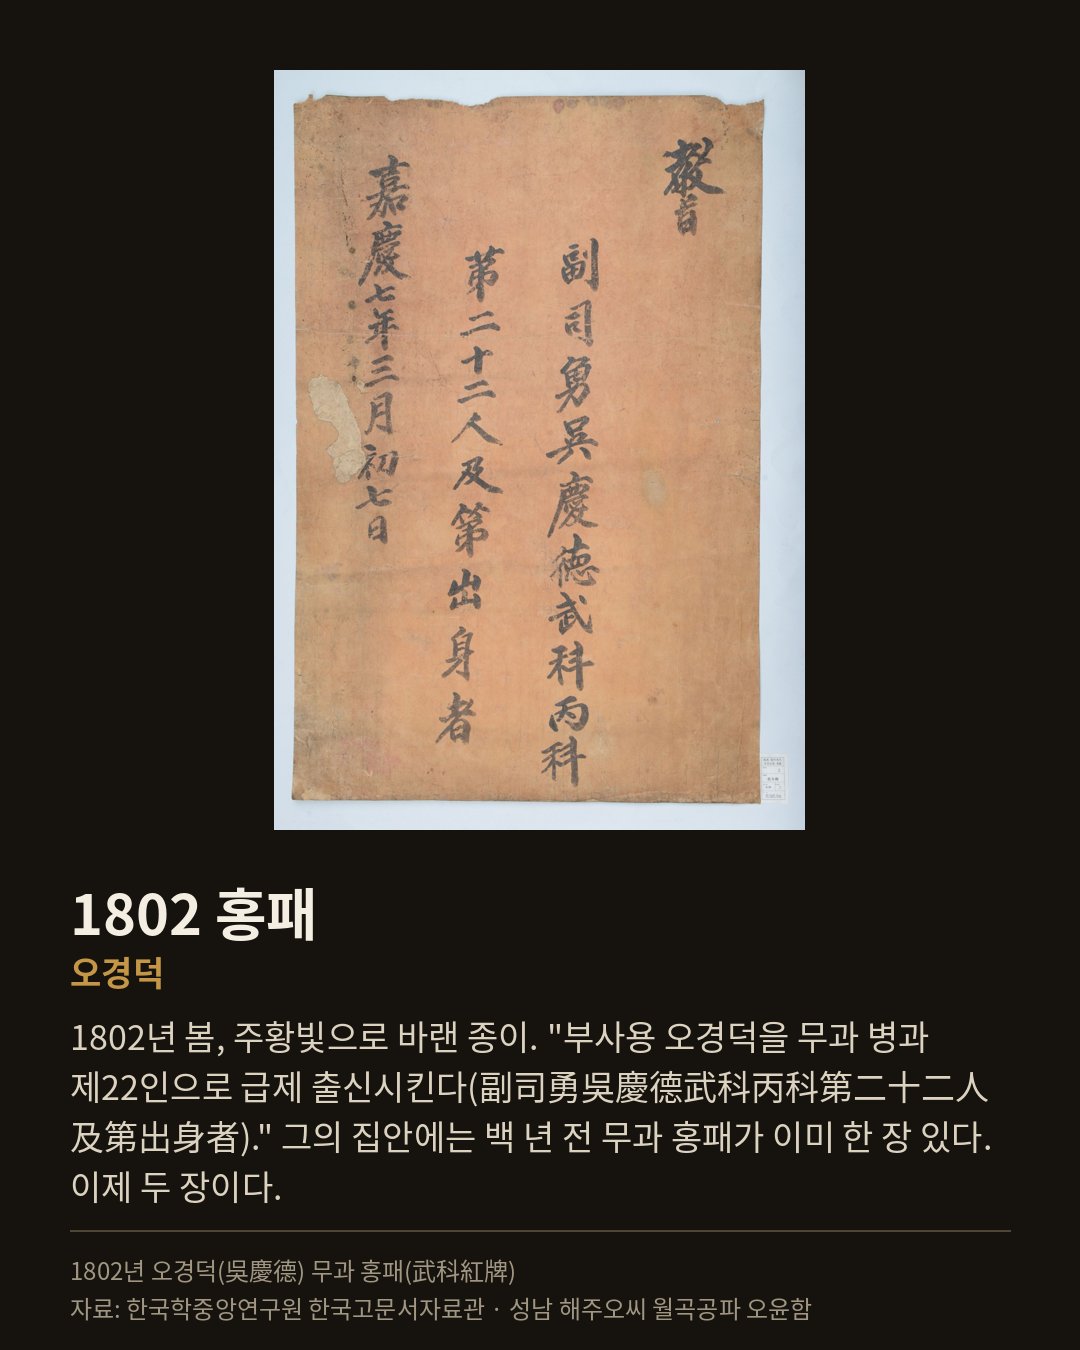 敎旨
副司勇吳慶德武科丙科
第二十二人及第出身者
嘉慶七年三月初七日
1802 홍패
오경덕
1802년 봄, 주황빛으로 바랜 종이. "부사용 오경덕을 무과 병과
제22인으로 급제 출신시킨다(副司勇吳慶德武科丙科第二十二人
及第出身者)." 그의 집안에는 백 년 전 무과 홍패가 이미 한 장 있다.
이제 두 장이다.
1802년 오경덕(吳慶德) 무과 홍패(武科紅牌)
자료: 한국학중앙연구원 한국고문서자료관 · 성남 해주오씨 월곡공파 오윤함